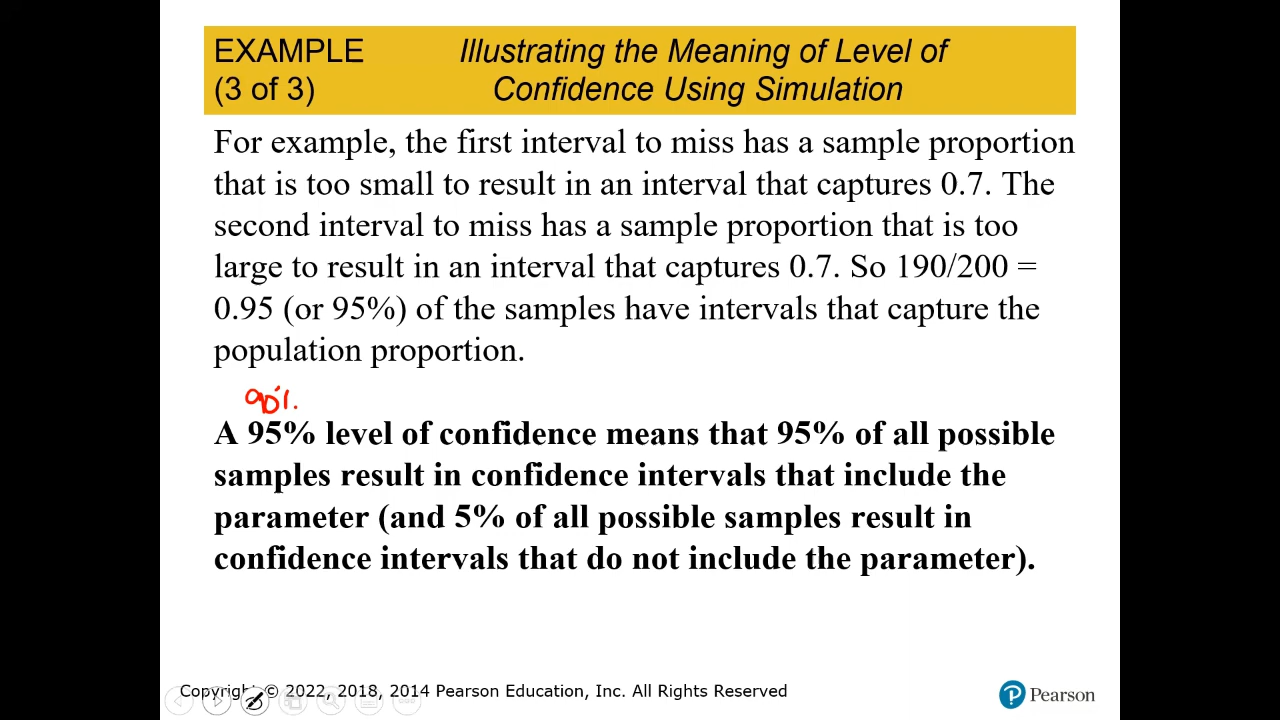 EXAMPLE
(3 of 3)
Illustrating the Meaning of Level of
Confidence Using Simulation
For example, the first interval to miss has a sample proportion
that is too small to result in an interval that captures 0.7. The
second interval to miss has a sample proportion that is too
large to result in an interval that captures 0.7. So 190/200 =
0.95 (or 95%) of the samples have intervals that capture the
population proportion.
90%
A 95% level of confidence means that 95% of all possible
samples result in confidence intervals that include the
parameter (and 5% of all possible samples result in
confidence intervals that do not include the parameter).
Copyright © 2022, 2018, 2014 Pearson Education, Inc. All Rights Reserved
Pearson